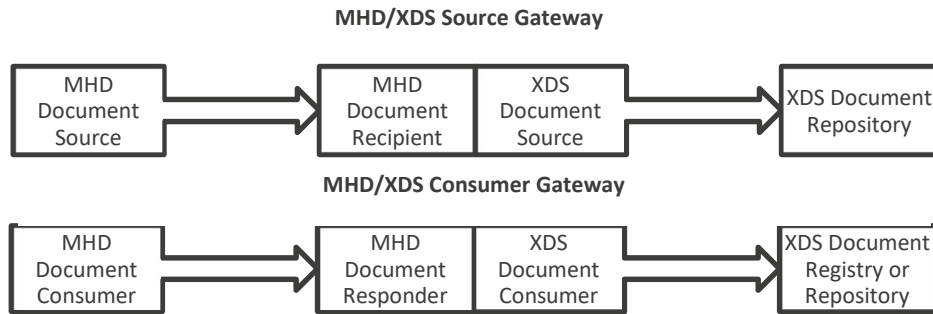 MHD/XDS Source Gateway
MHD
Document
Source
MHD
Document
Recipient
XDS
Document
Source
XDS Document
Repository
MHD/XDS Consumer Gateway
MHD
Document
Consumer
MHD
Document
Responder
XDS
Document
Consumer
XDS Document
Registry or
Repository